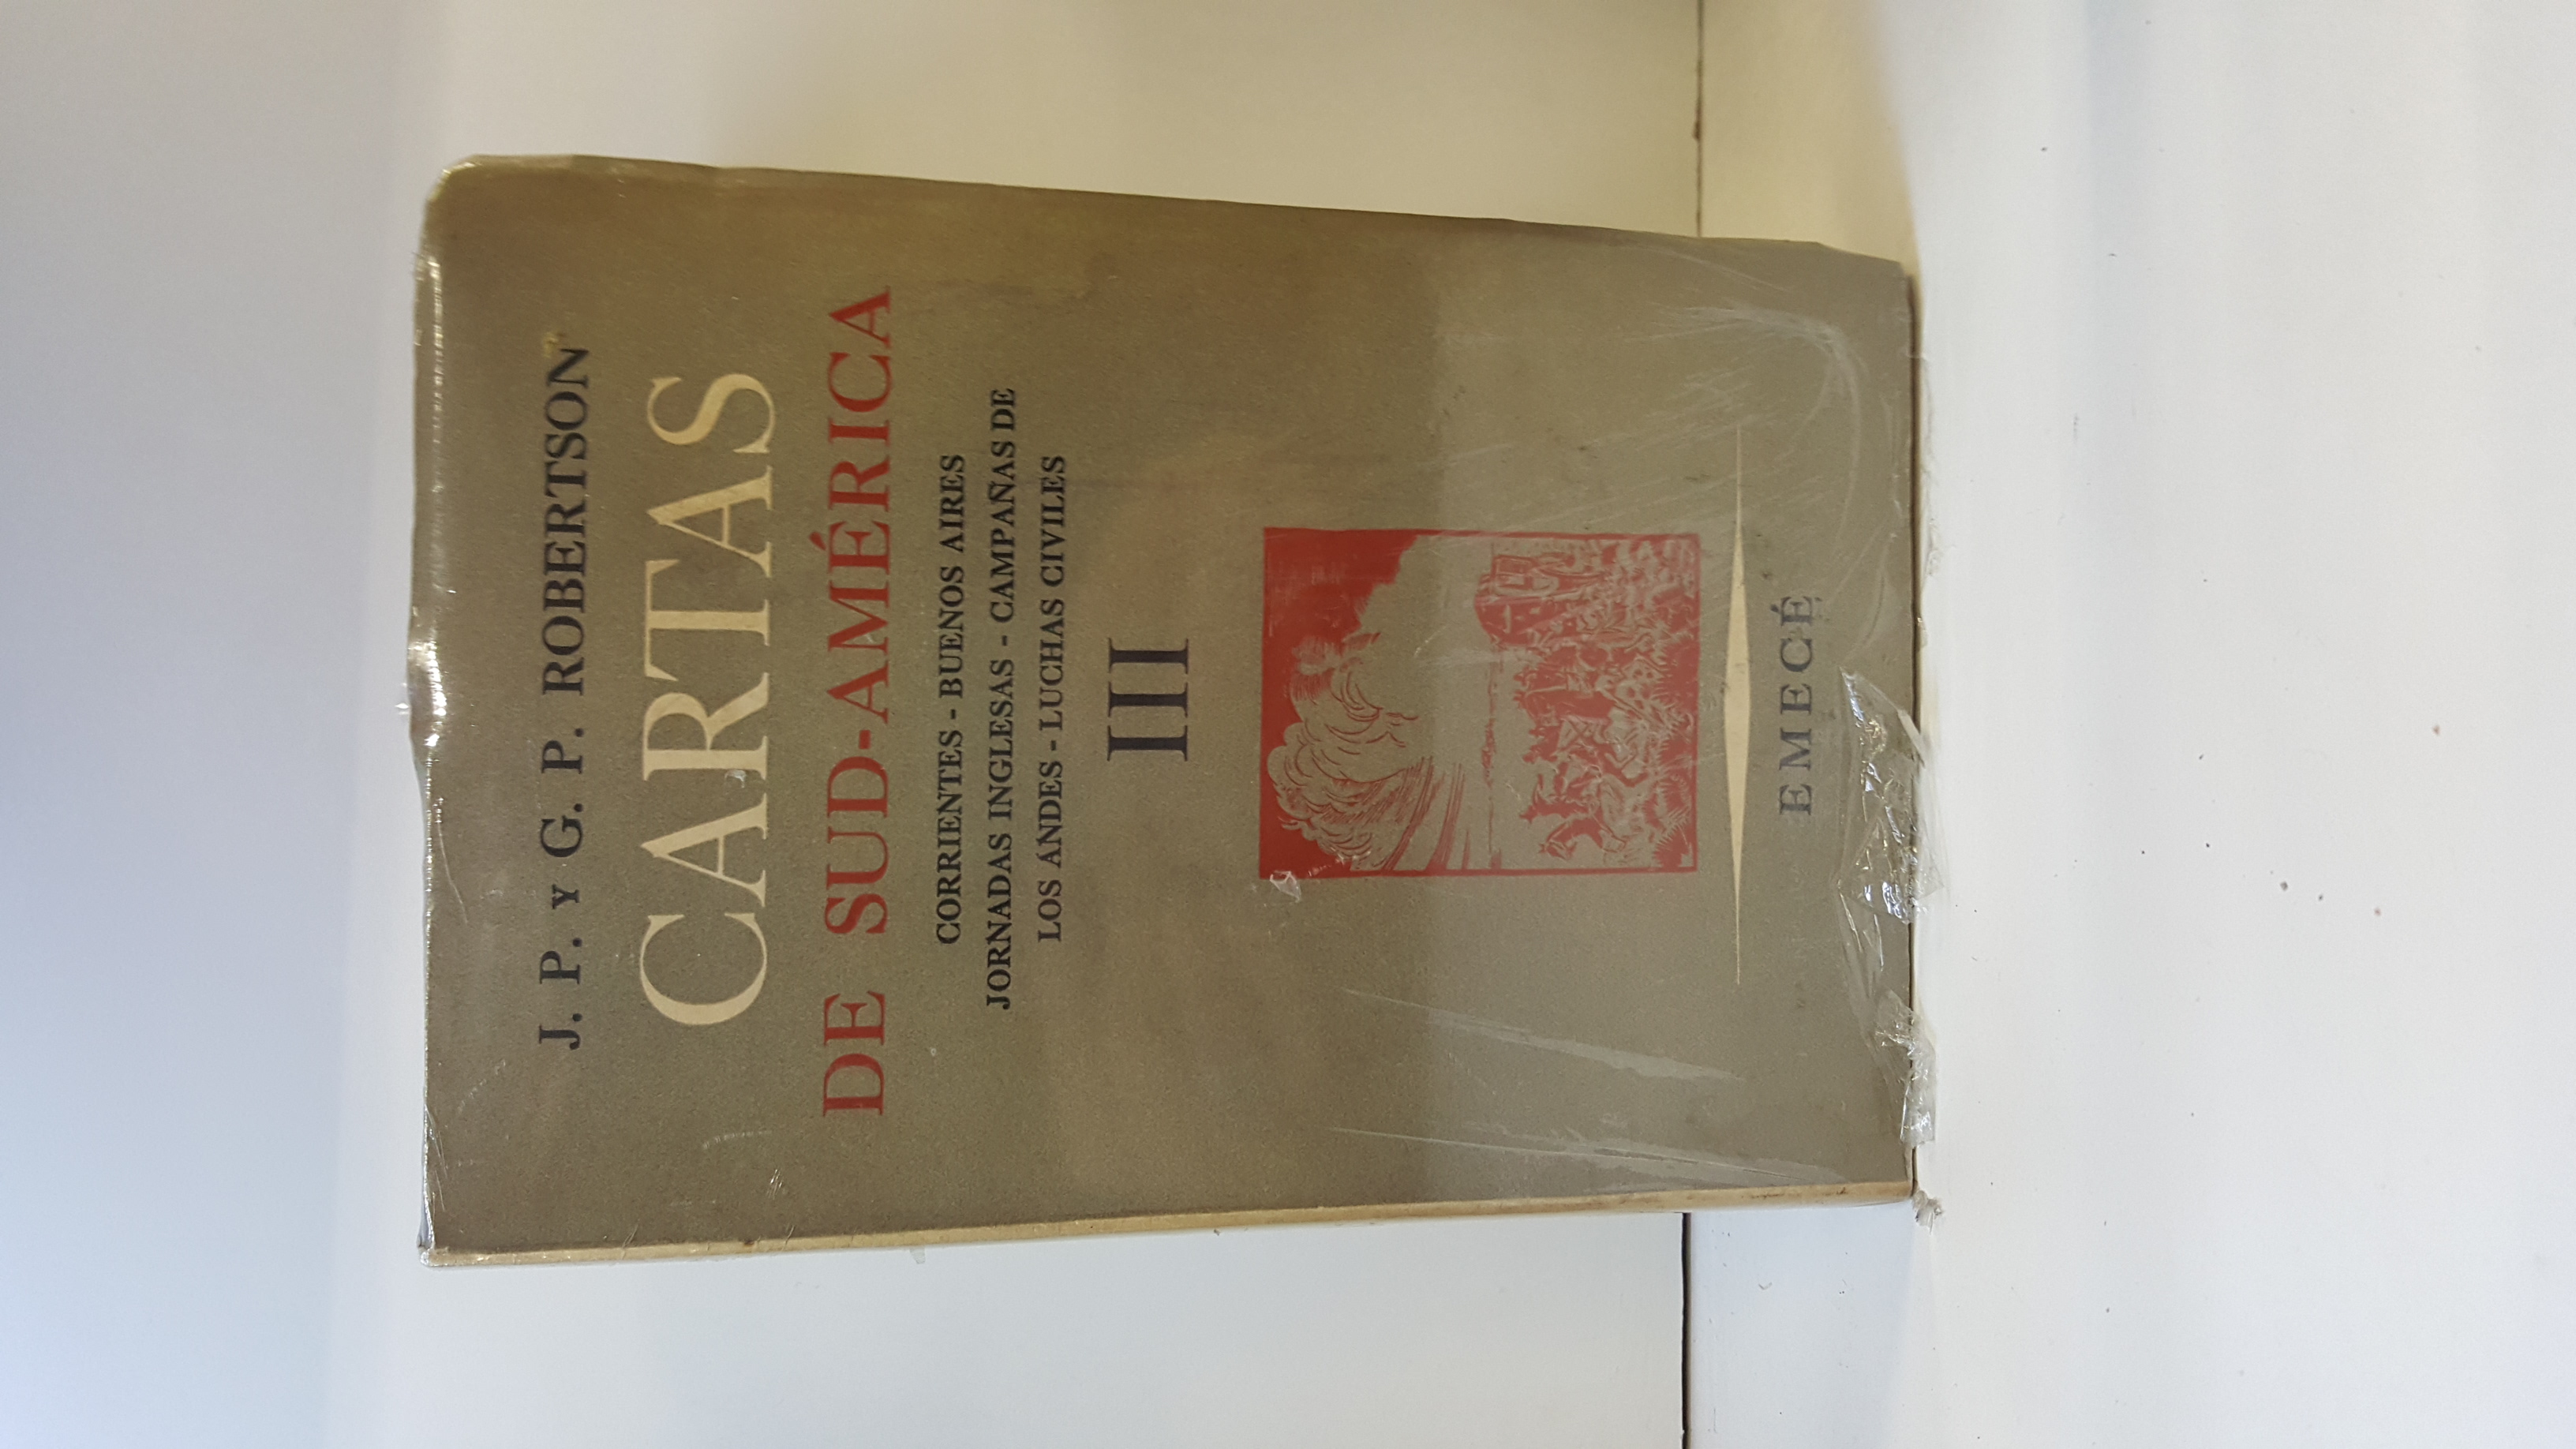 J. P. Y G. P. ROBERTSON
CARTAS
DE SUD-AMÉRICA
CORRIENTES - BUENOS AIRES
JORNADAS INGLESAS - CAMPAÑAS DE
LOS ANDES - LUCHAS CIVILES
III
EMECÉ